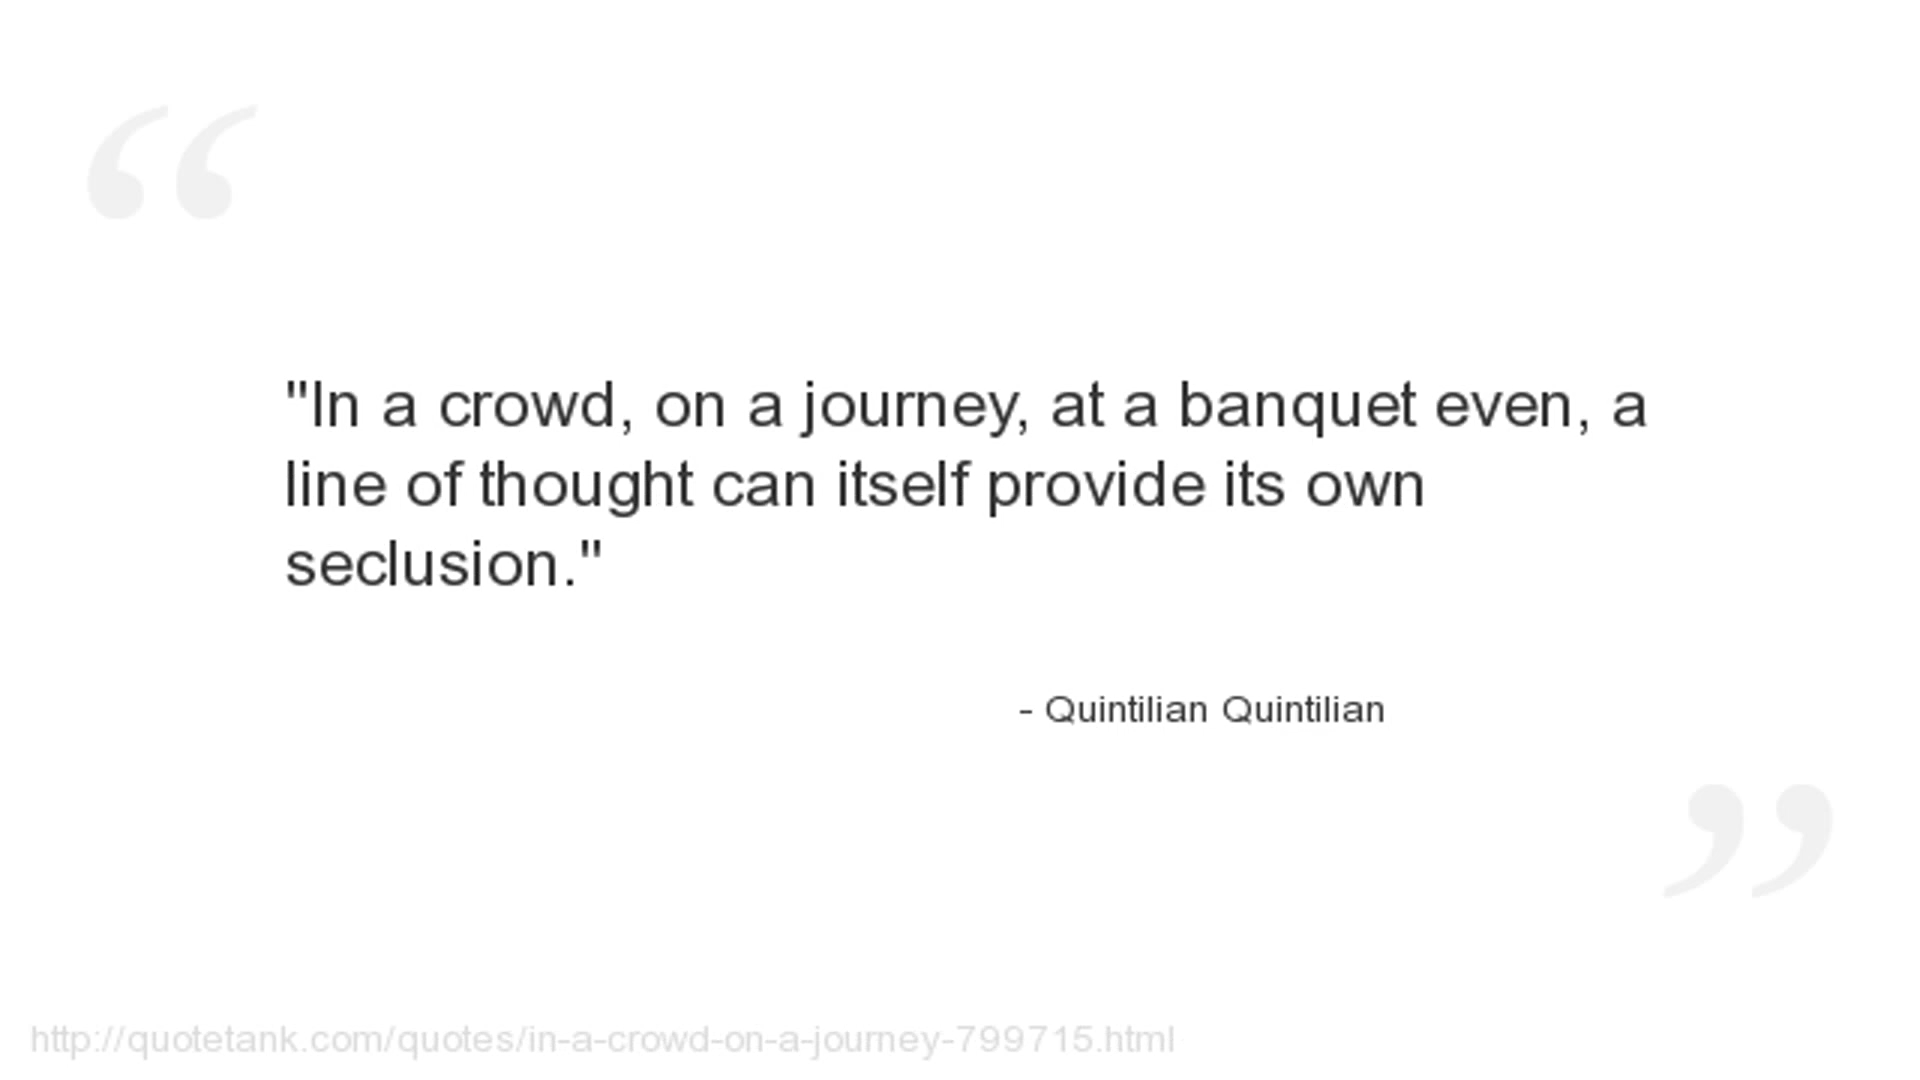 "In a crowd, on a journey, at a banquet even, a
line of thought can itself provide its own
seclusion."
- Quintilian Quintilian
http://quotetank.com/quotes/in-a-crowd-on-a-journey-799715.html